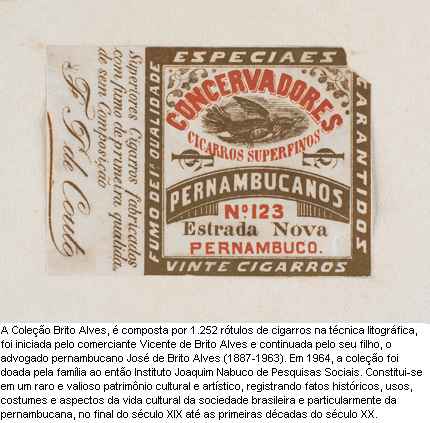 ESPECIAES
FUMO DE QUALIDADE
GARANTIDOS
CONCERVADORES
CIGARROS SUPERFINOS
PERNAMBUCANOS
Nº 123
Estrada Nova
PERNAMBUCO.
VINTE CIGARROS
Superiores Cigarros fabricados
com fumo de primeira qualid.
de sem Composição
A Coleção Brito Alves, é composta por 1.252 rótulos de cigarros na técnica litográfica,
foi iniciada pelo comerciante Vicente de Brito Alves e continuada pelo seu filho, o
advogado pernambucano José de Brito Alves (1887-1963). Em 1964, a coleção foi
doada pela família ao então Instituto Joaquim Nabuco de Pesquisas Sociais. Constitui-se
em um raro e valioso patrimônio cultural e artístico, registrando fatos históricos, usos,
costumes e aspectos da vida cultural da sociedade brasileira e particularmente da
pernambucana, no final do século XIX até as primeiras décadas do século XX.